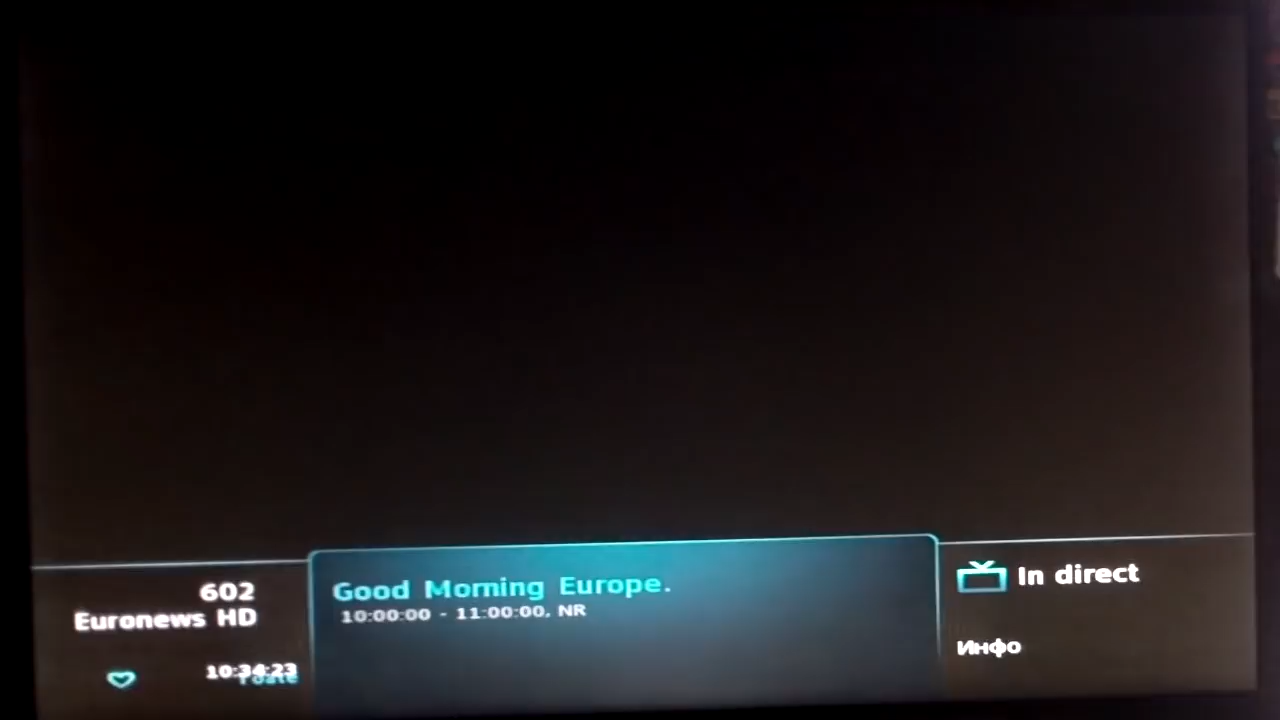 602
Euronews HD
10:34:23
Toate
Good Morning Europe.
10:00:00 - 11:00:00, NR
In direct
Инфо